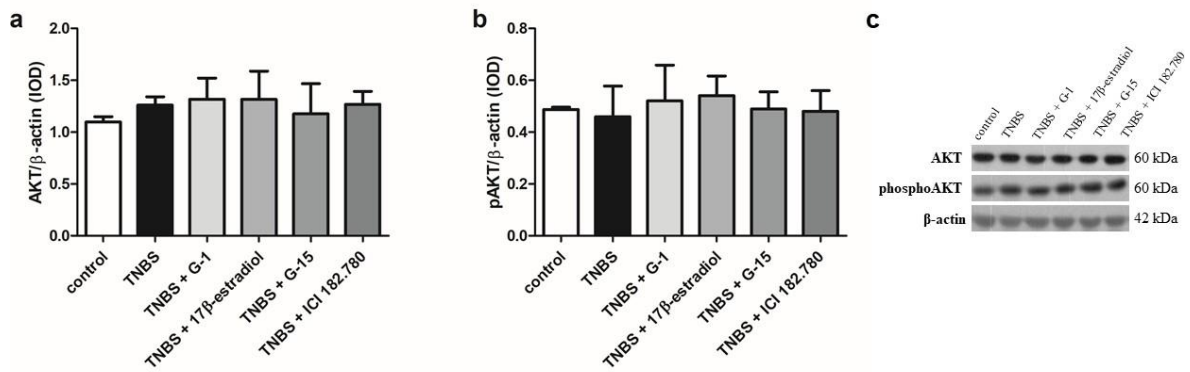 a
AKT/β-actin (IOD)
2.0
1.5
1.0
0.5
0.0
control
TNBS
TNBS + G-1
TNBS + 17β-estradiol
TNBS + G-15
TNBS + ICI 182.780
b
pAKT/β-actin (IOD)
0.8
0.6
0.4
0.2
0.0
control
TNBS
TNBS + G-1
TNBS + 17β-estradiol
TNBS + G-15
TNBS + ICI 182.780
c
control
TNBS
TNBS + G-1
TNBS + 17β-estradiol
TNBS + G-15
TNBS + ICI 182.780
AKT 60 kDa
phosphoAKT 60 kDa
β-actin 42 kDa